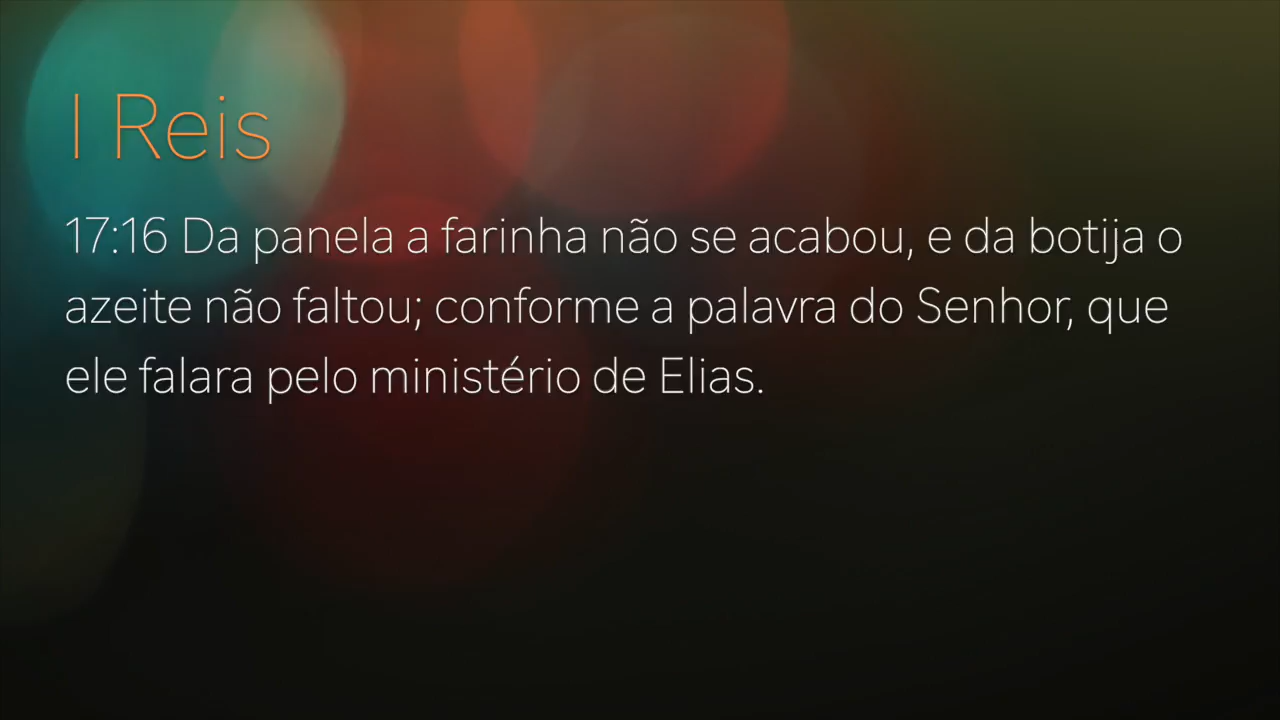 I Reis
17:16 Da panela a farinha não se acabou, e da botija o
azeite não faltou; conforme a palavra do Senhor, que
ele falara pelo ministério de Elias.